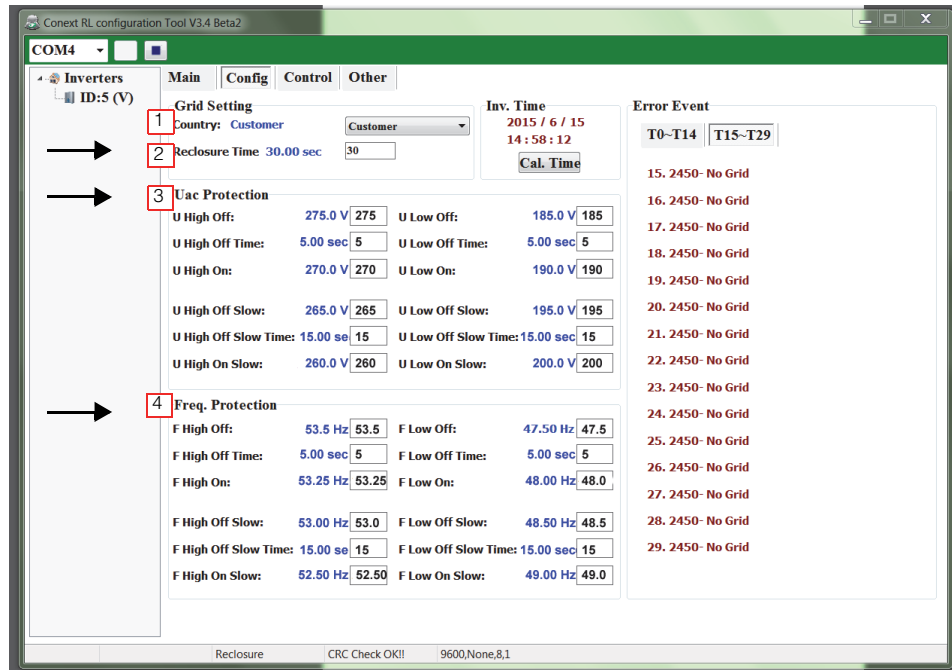 Conext RL configuration Tool V3.4 Beta2
COM4
Inverters
ID:5 (V)
Main Config Control Other
Grid Setting
1
Country: Customer Customer
2
Reclosure Time 30.00 sec 30
Inv. Time
2015 / 6 / 15
14 : 58 : 12
Cal. Time
3
Uac Protection
U High Off: 275.0 V 275 U Low Off: 185.0 V 185
U High Off Time: 5.00 sec 5 U Low Off Time: 5.00 sec 5
U High On: 270.0 V 270 U Low On: 190.0 V 190
U High Off Slow: 265.0 V 265 U Low Off Slow: 195.0 V 195
U High Off Slow Time: 15.00 se 15 U Low Off Slow Time: 15.00 sec 15
U High On Slow: 260.0 V 260 U Low On Slow: 200.0 V 200
4
Freq. Protection
F High Off: 53.5 Hz 53.5 F Low Off: 47.50 Hz 47.5
F High Off Time: 5.00 sec 5 F Low Off Time: 5.00 sec 5
F High On: 53.25 Hz 53.25 F Low On: 48.00 Hz 48.0
F High Off Slow: 53.00 Hz 53.0 F Low Off Slow: 48.50 Hz 48.5
F High Off Slow Time: 15.00 se 15 F Low Off Slow Time: 15.00 sec 15
F High On Slow: 52.50 Hz 52.50 F Low On Slow: 49.00 Hz 49.0
Error Event
T0~T14 T15~T29
15. 2450- No Grid
16. 2450- No Grid
17. 2450- No Grid
18. 2450- No Grid
19. 2450- No Grid
20. 2450- No Grid
21. 2450- No Grid
22. 2450- No Grid
23. 2450- No Grid
24. 2450- No Grid
25. 2450- No Grid
26. 2450- No Grid
27. 2450- No Grid
28. 2450- No Grid
29. 2450- No Grid
Reclosure CRC Check OK!! 9600,None,8,1